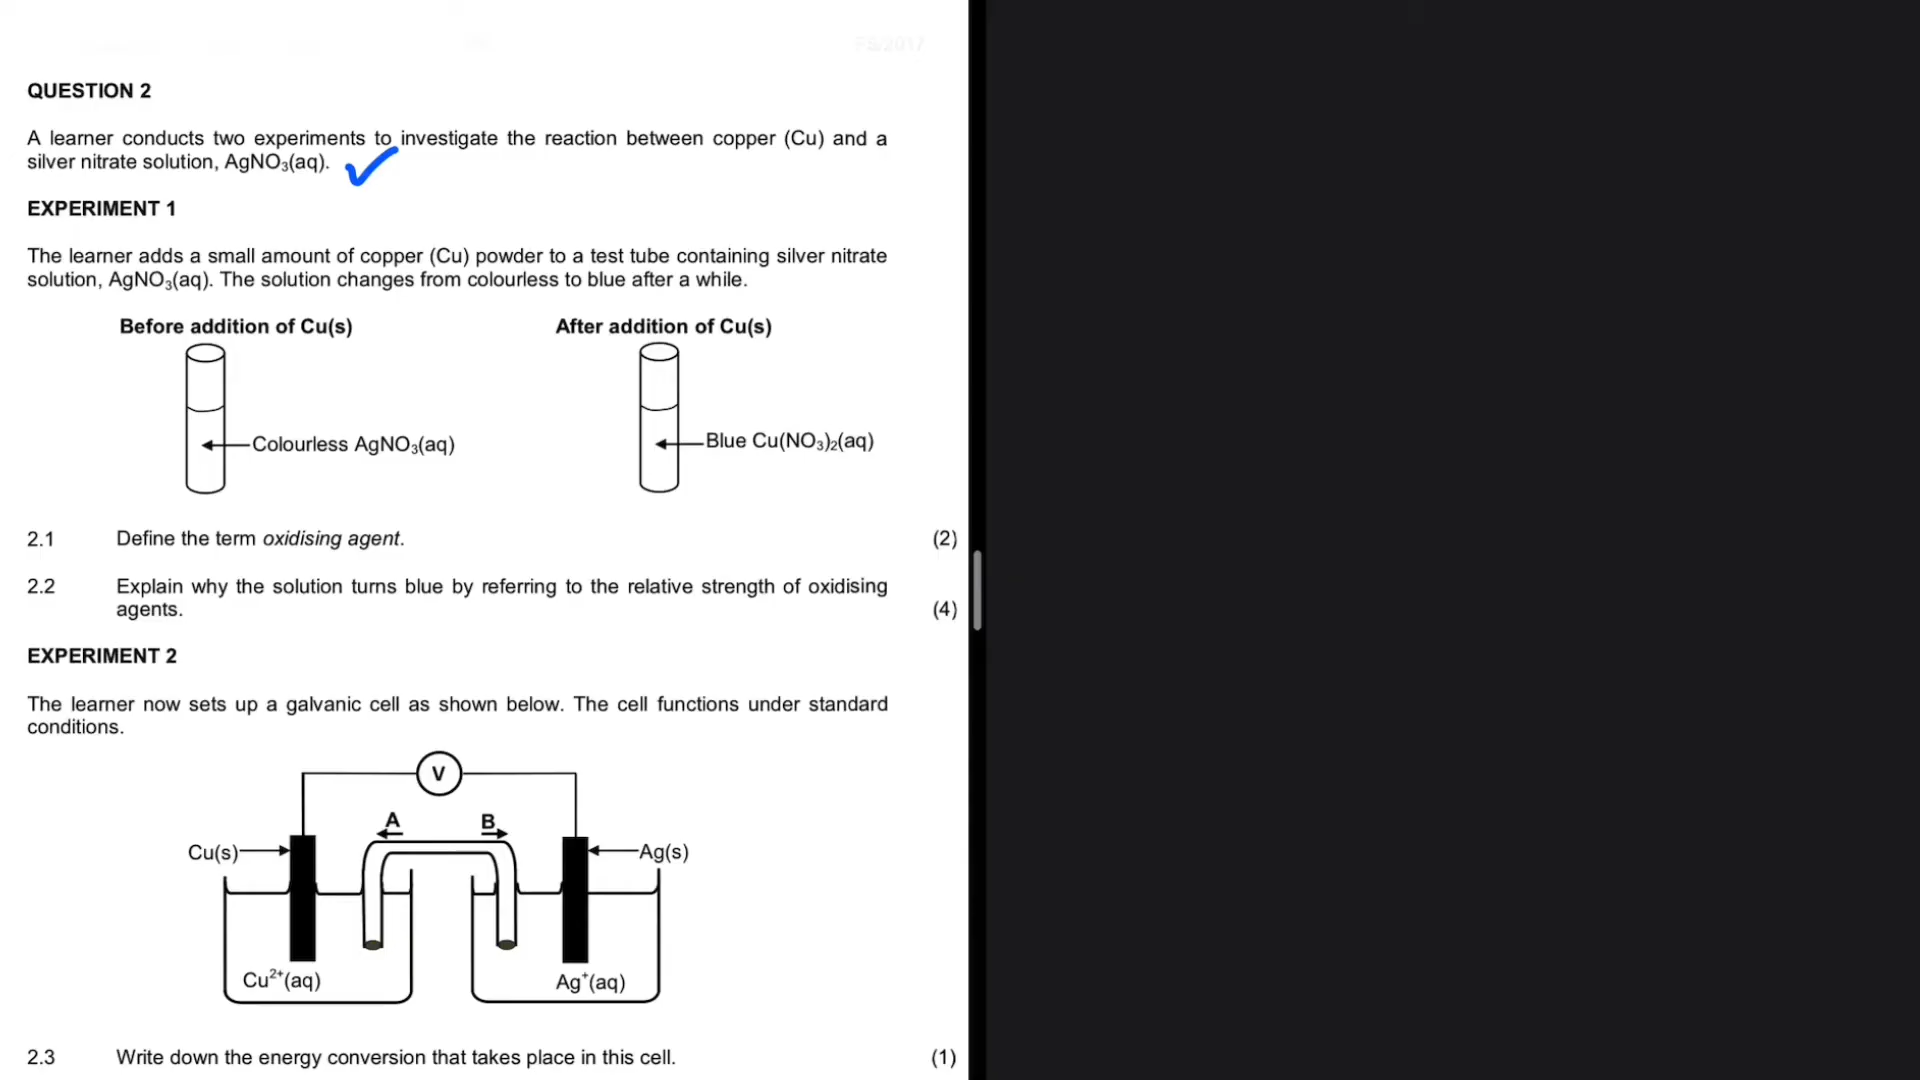 FS/2017
QUESTION 2
A learner conducts two experiments to investigate the reaction between copper (Cu) and a
silver nitrate solution, AgNO₃(aq).
EXPERIMENT 1
The learner adds a small amount of copper (Cu) powder to a test tube containing silver nitrate
solution, AgNO₃(aq). The solution changes from colourless to blue after a while.
Before addition of Cu(s)
After addition of Cu(s)
Colourless AgNO₃(aq)
Blue Cu(NO₃)₂(aq)
2.1 Define the term oxidising agent. (2)
2.2 Explain why the solution turns blue by referring to the relative strength of oxidising
agents. (4)
EXPERIMENT 2
The learner now sets up a galvanic cell as shown below. The cell functions under standard
conditions.
V
A B
Cu(s) Ag(s)
Cu²⁺(aq) Ag⁺(aq)
2.3 Write down the energy conversion that takes place in this cell. (1)